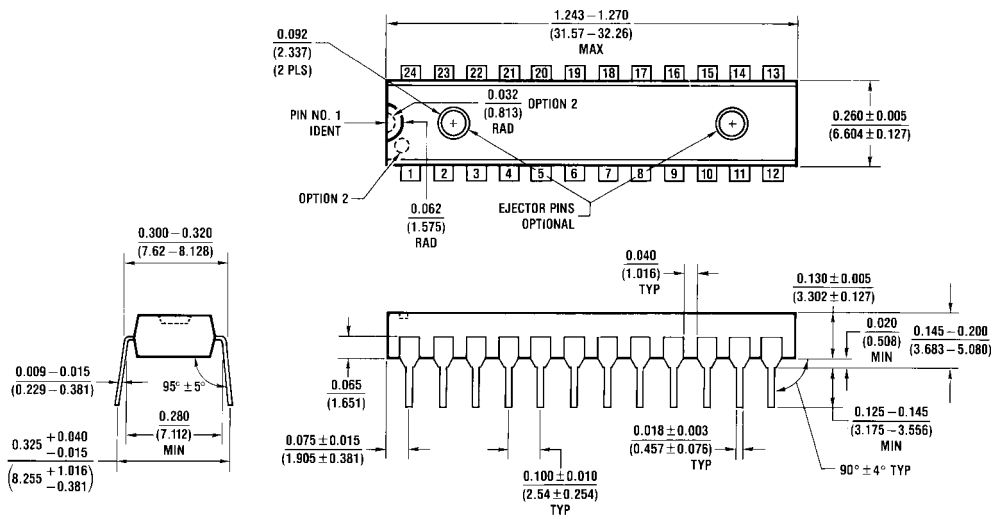 1.243 – 1.270
(31.57 – 32.26)
MAX
0.092
(2.337)
(2 PLS)
24 23 22 21 20 19 18 17 16 15 14 13
0.032
(0.813)
RAD
OPTION 2
PIN NO. 1
IDENT
0.260 ± 0.005
(6.604 ± 0.127)
1 2 3 4 5 6 7 8 9 10 11 12
OPTION 2
0.062
(1.575)
RAD
EJECTOR PINS
OPTIONAL
0.300 – 0.320
(7.62 – 8.128)
0.040
(1.016)
TYP
0.130 ± 0.005
(3.302 ± 0.127)
0.020
(0.508)
MIN
0.145 – 0.200
(3.683 – 5.080)
0.009 – 0.015
(0.229 – 0.381)
95° ± 5°
0.280
(7.112)
MIN
0.065
(1.651)
0.125 – 0.145
(3.175 – 3.556)
MIN
0.325 + 0.040
– 0.015
(8.255 + 1.016
– 0.381)
0.075 ± 0.015
(1.905 ± 0.381)
0.100 ± 0.010
(2.54 ± 0.254)
TYP
0.018 ± 0.003
(0.457 ± 0.076)
TYP
90° ± 4° TYP